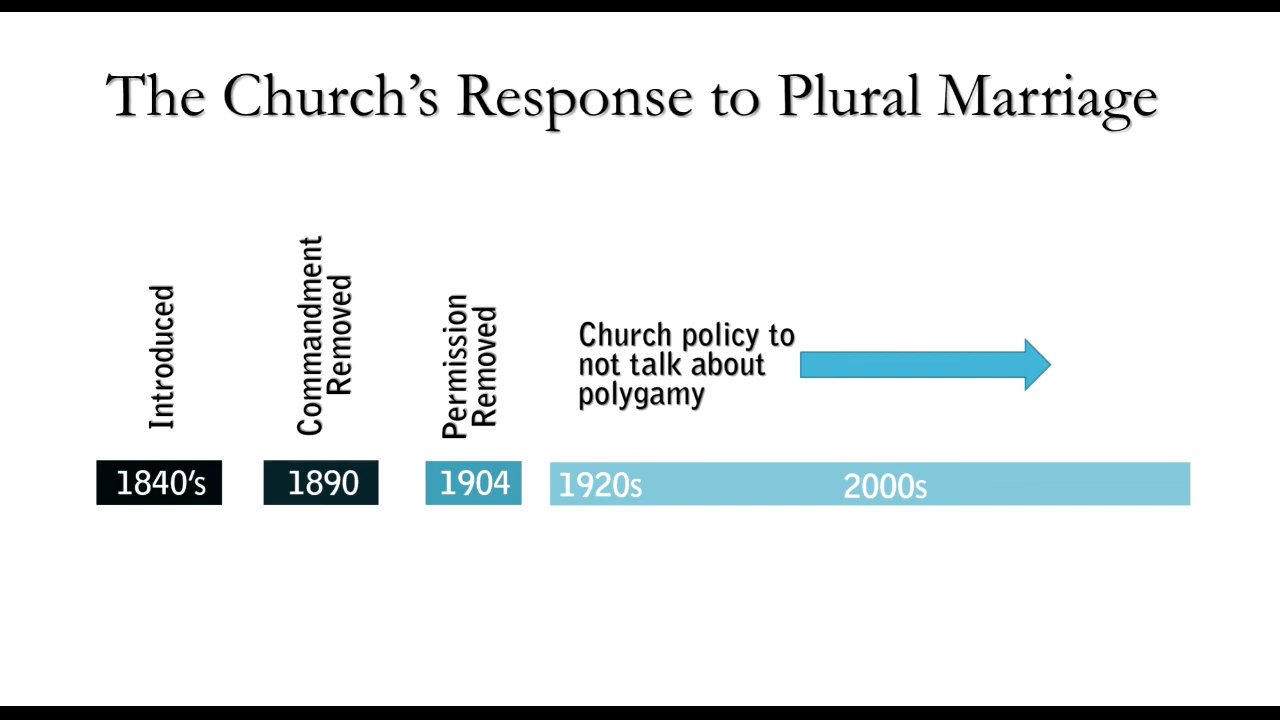 The Church’s Response to Plural Marriage
Introduced
Commandment
Removed
Permission
Removed
Church policy to
not talk about
polygamy
1840’s
1890
1904
1920s
2000s